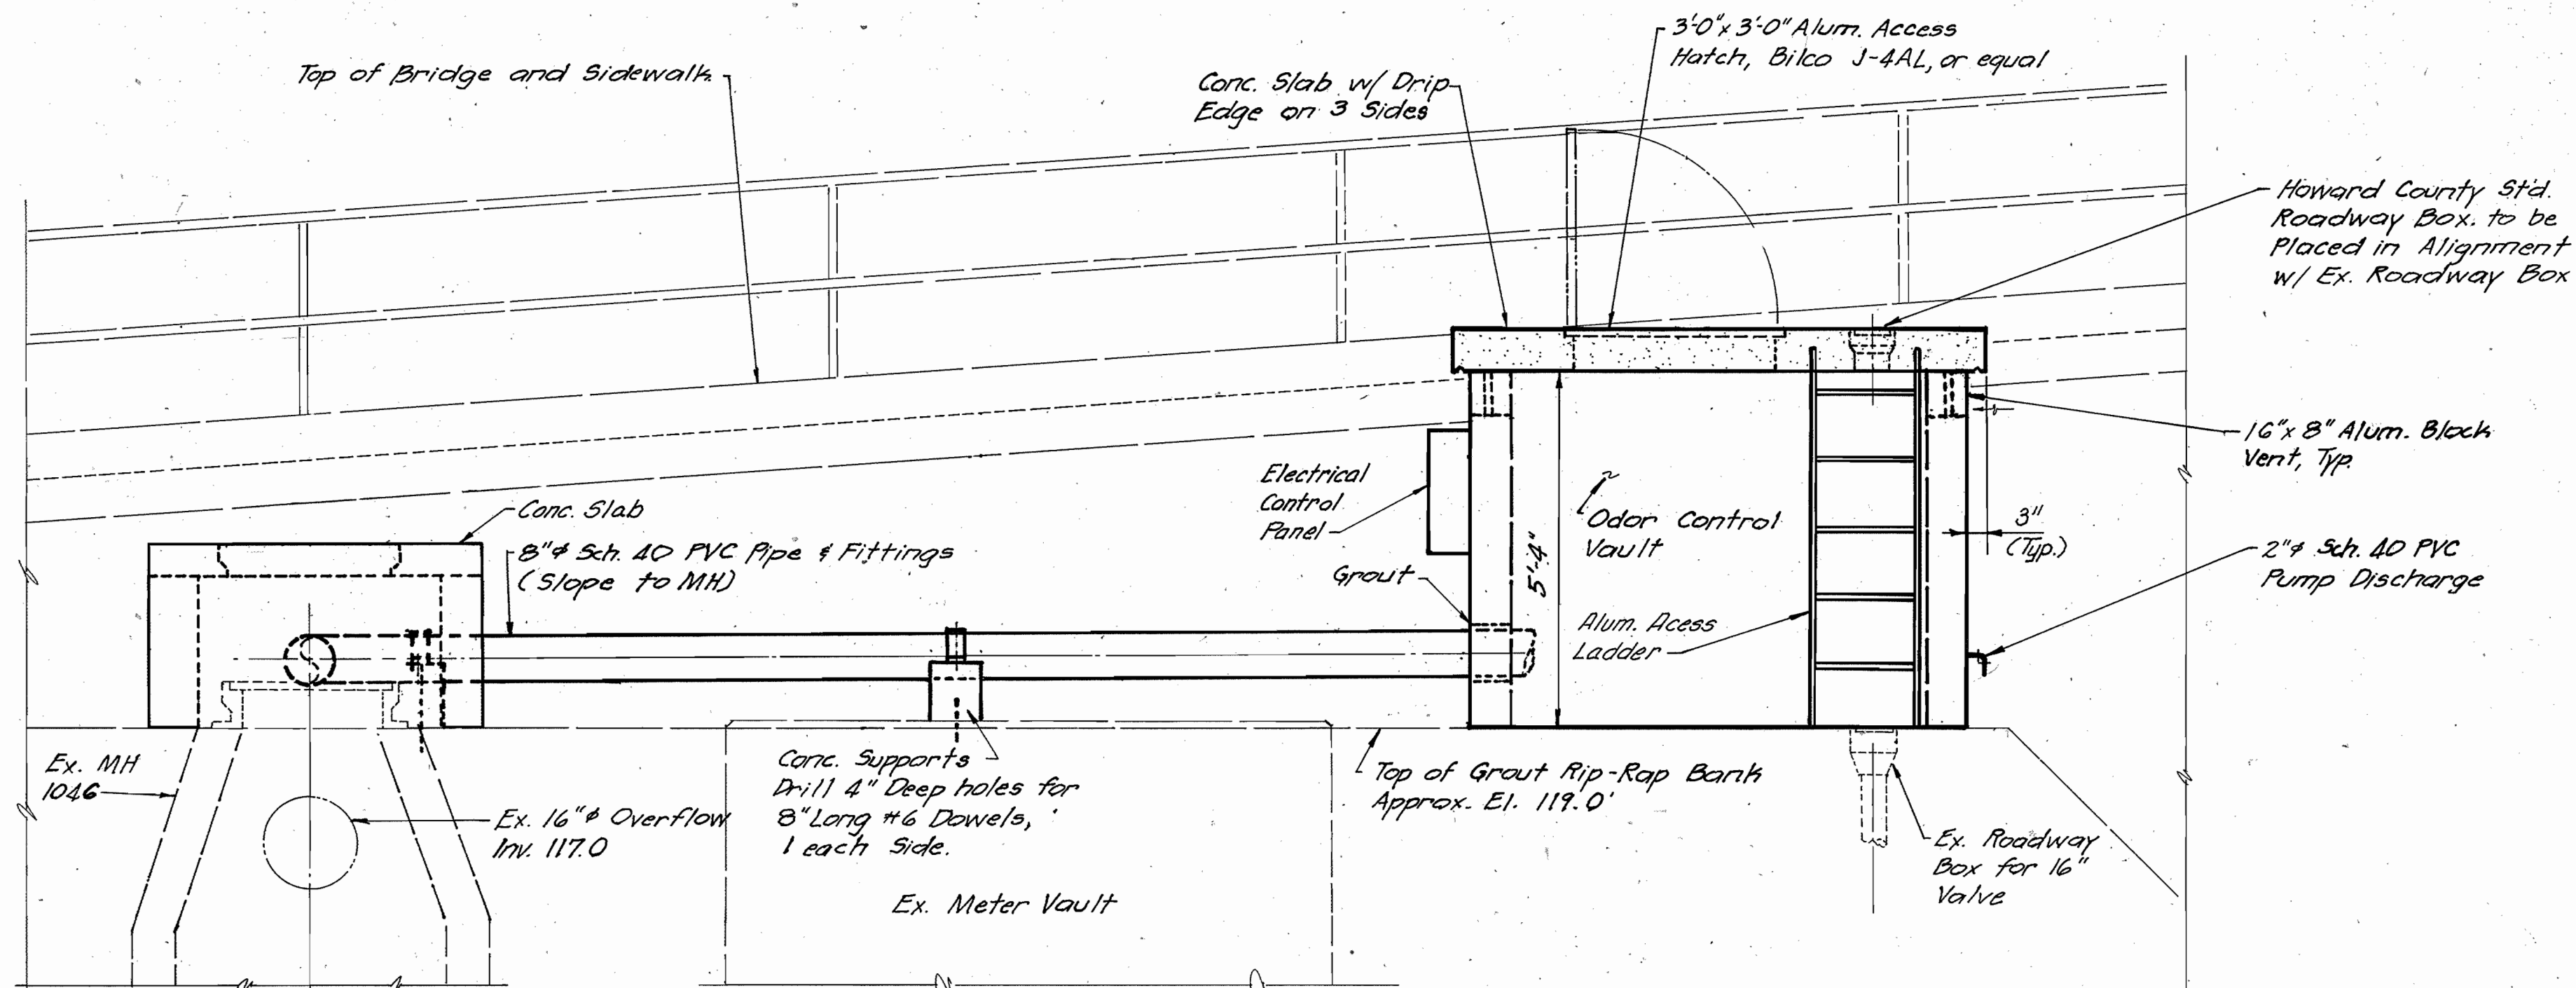 3'-0" x 3'-0" Alum. Access
Hatch, Bilco J-4AL, or equal
Top of Bridge and Sidewalk
Conc. Slab w/ Drip
Edge on 3 Sides
Howard County St'd.
Roadway Box. to be
Placed in Alignment
w/ Ex. Roadway Box
16" x 8" Alum. Block
Vent, Typ.
Electrical
Control
Panel
Conc. Slab
8"φ Sch. 40 PVC Pipe & Fittings
(Slope to MH)
Odor Control
Vault
5'-4"
3"
(Typ.)
2"φ Sch. 40 PVC
Pump Discharge
Grout
Alum. Acess
Ladder
Ex. MH
1046
Conc. Supports
Drill 4" Deep holes for
8" Long #6 Dowels,
1 each Side.
Top of Grout Rip-Rap Bank
Approx. El. 119.0'
Ex. 16"φ Overflow
Inv. 117.0
Ex. Roadway
Box for 16"
Valve
Ex. Meter Vault